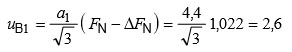 u_B1 = a_1/√3 (F_N − ΔF_N) = 4,4/√3 1,022 = 2,6